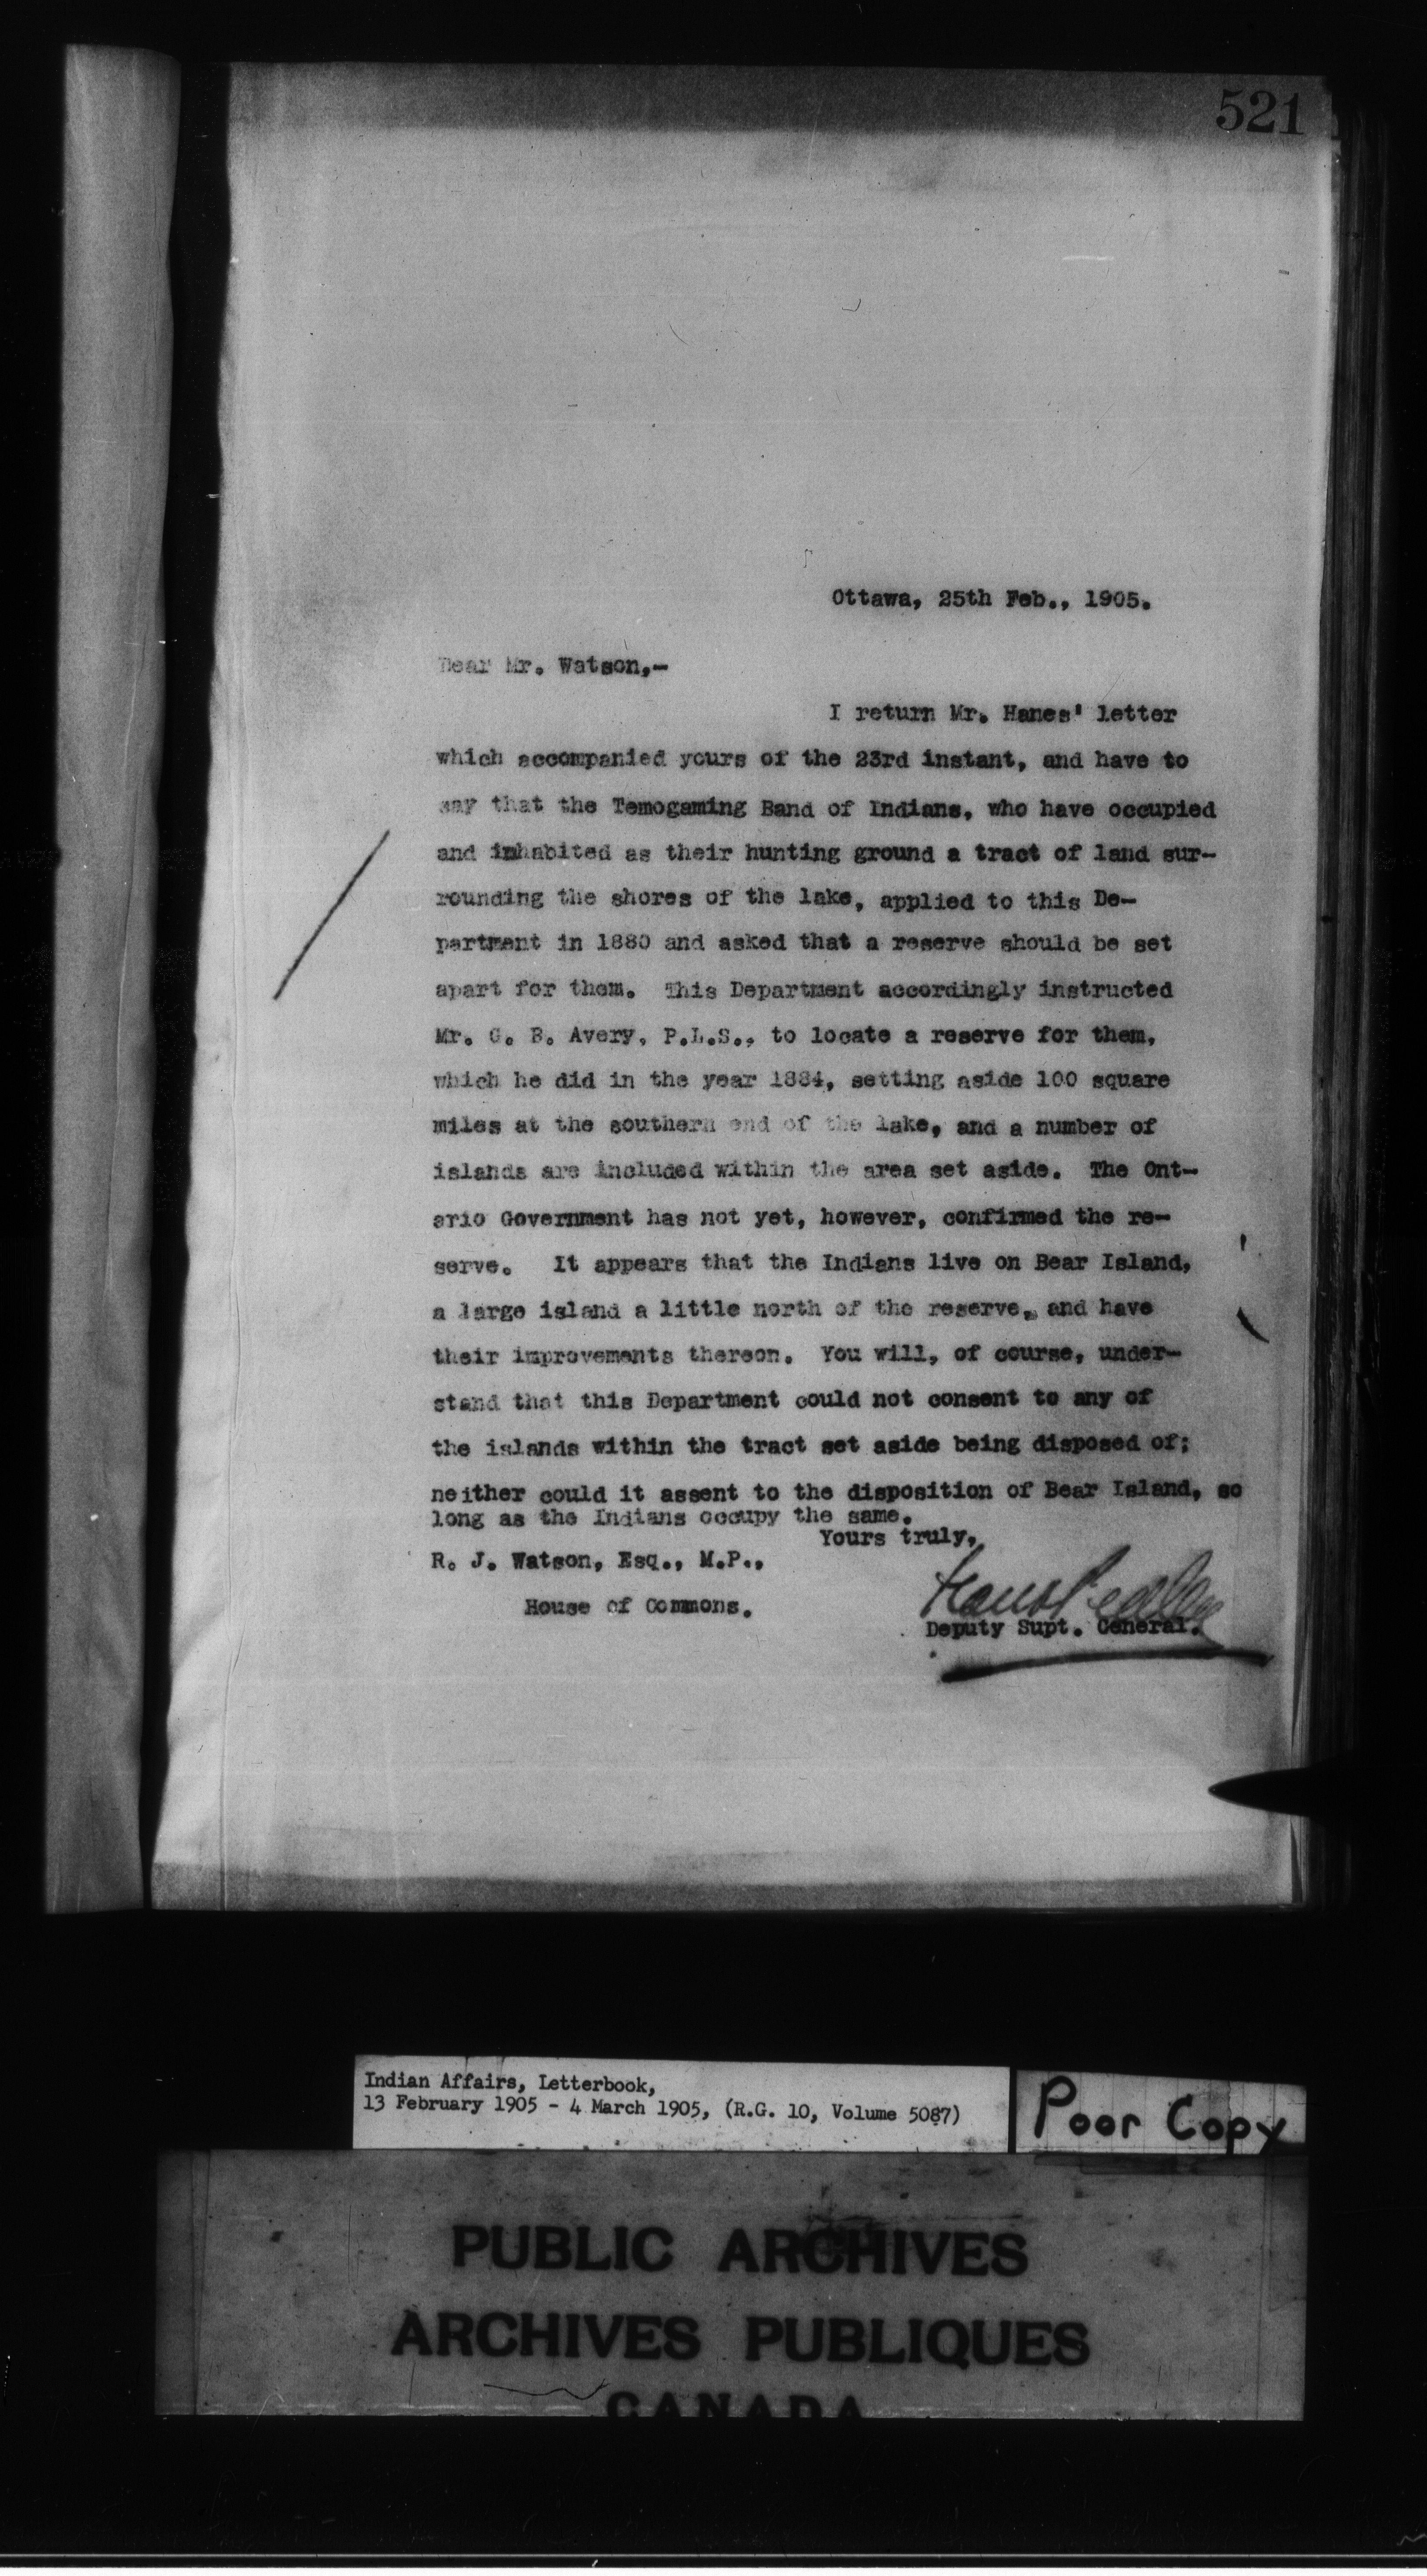 521
Ottawa, 25th Feb., 1905.
Dear Mr. Watson,-
I return Mr. Hanes' letter
which accompanied yours of the 23rd instant, and have to
say that the Temogaming Band of Indians, who have occupied
and inhabited as their hunting ground a tract of land sur-
rounding the shores of the lake, applied to this De-
partment in 1880 and asked that a reserve should be set
apart for them. This Department accordingly instructed
Mr. G. B. Avery, P.L.S., to locate a reserve for them,
which he did in the year 1884, setting aside 100 square
miles at the southern end of the lake, and a number of
islands are included within the area set aside. The Ont-
ario Government has not yet, however, confirmed the re-
serve. It appears that the Indians live on Bear Island,
a large island a little north of the reserve, and have
their improvements thereon. You will, of course, under-
stand that this Department could not consent to any of
the islands within the tract set aside being disposed of;
neither could it assent to the disposition of Bear Island, so
long as the Indians occupy the same.
Yours truly,
R. J. Watson, Esq., M.P.,
House of Commons.
Frank Pedley
Deputy Supt. General.
Indian Affairs, Letterbook,
13 February 1905 - 4 March 1905, (R.G. 10, Volume 5087)
Poor Copy
PUBLIC ARCHIVES
ARCHIVES PUBLIQUES
CANADA